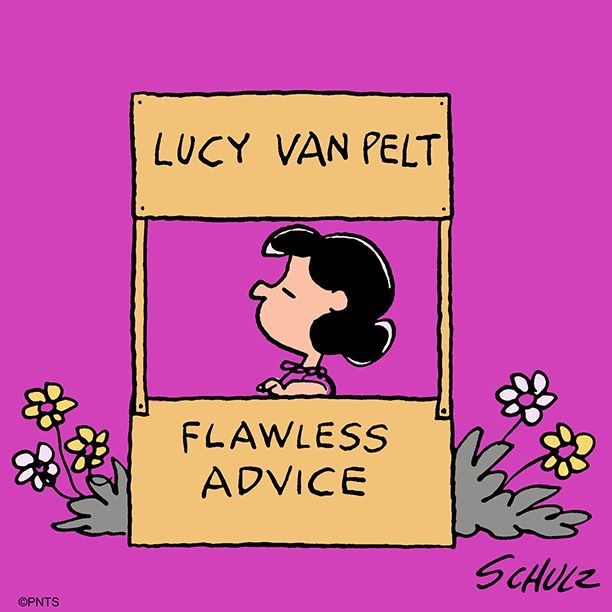 LUCY VAN PELT
FLAWLESS
ADVICE
SCHULZ
©PNTS